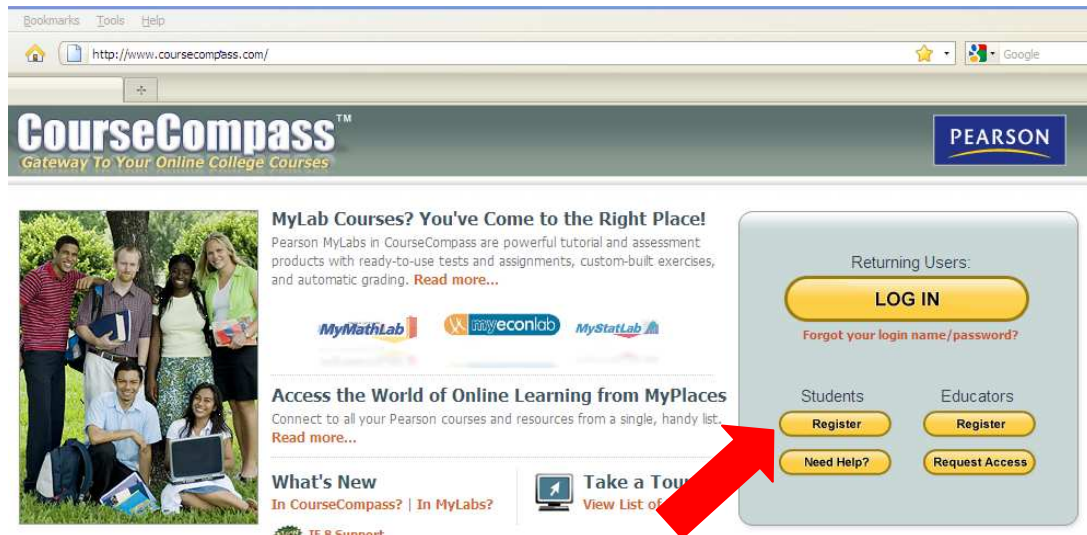 Bookmarks Tools Help
http://www.coursecompass.com/
Google
CourseCompass™
Gateway To Your Online College Courses
PEARSON
MyLab Courses? You've Come to the Right Place!
Pearson MyLabs in CourseCompass are powerful tutorial and assessment
products with ready-to-use tests and assignments, custom-built exercises,
and automatic grading. Read more...
MyMathLab myeconlab MyStatLab
Access the World of Online Learning from MyPlaces
Connect to all your Pearson courses and resources from a single, handy list.
Read more...
What's New
In CourseCompass? | In MyLabs?
IE 8 Support
Take a Tou
View List of
Returning Users:
LOG IN
Forgot your login name/password?
Students
Register
Need Help?
Educators
Register
Request Access